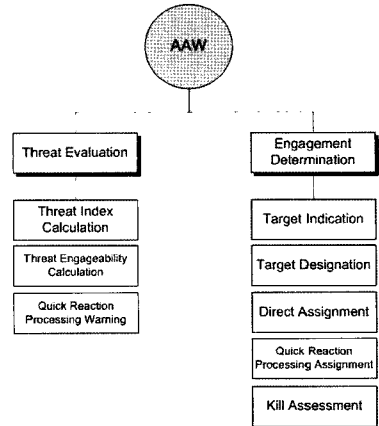 AAW
Threat Evaluation
Threat Index
Calculation
Threat Engageability
Calculation
Quick Reaction
Processing Warning
Engagement
Determination
Target Indication
Target Designation
Direct Assignment
Quick Reaction
Processing Assignment
Kill Assessment